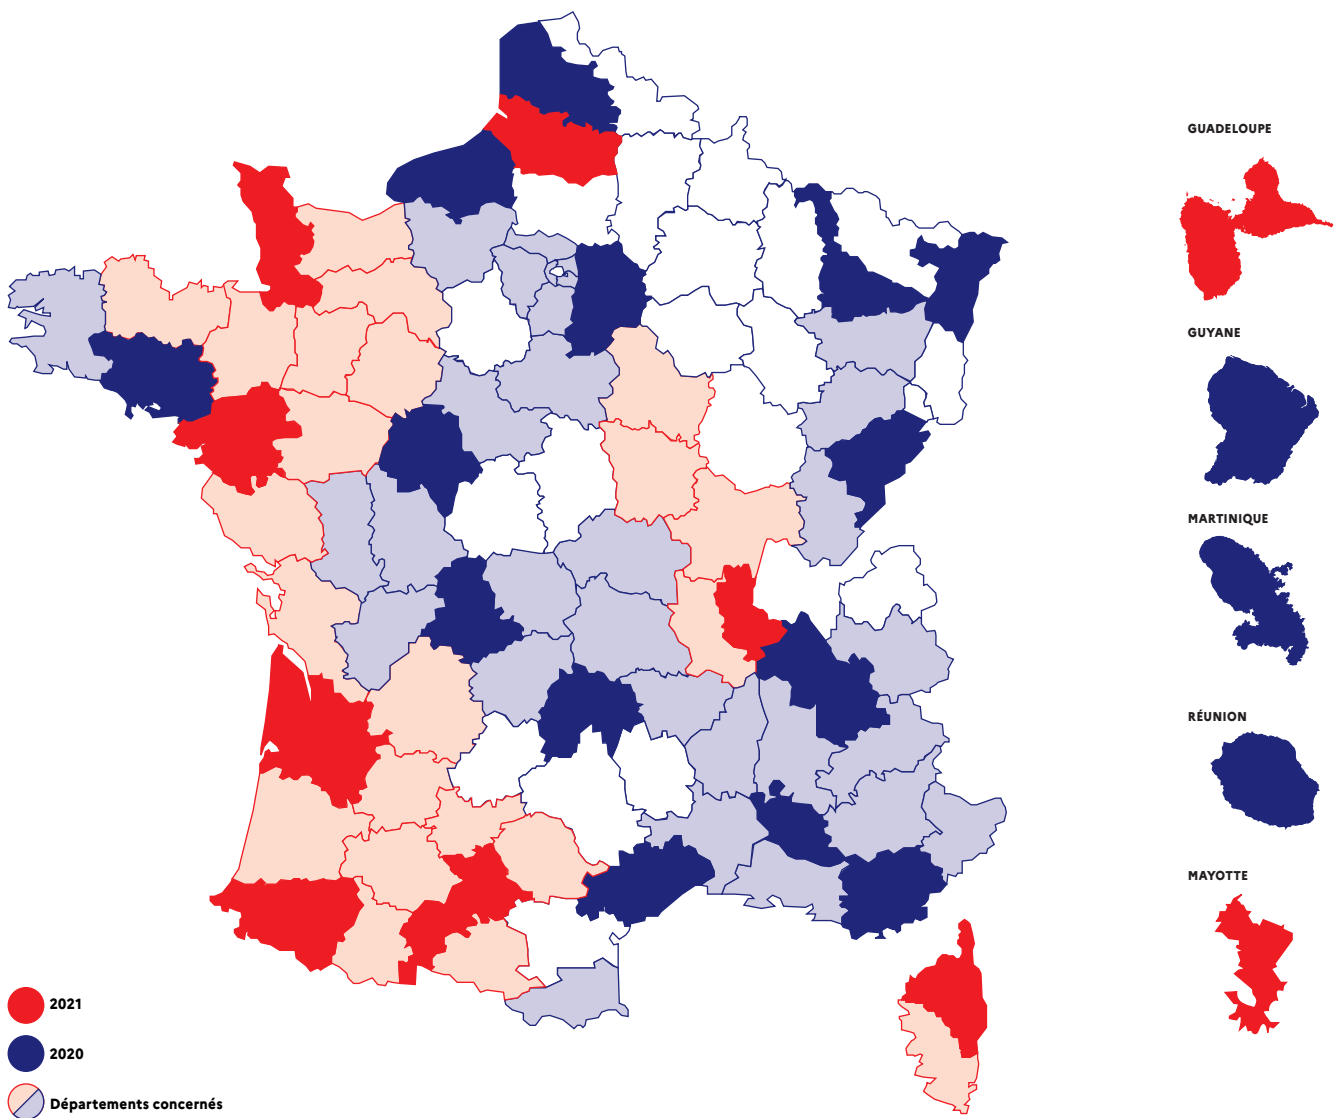 GUADELOUPE
GUYANE
MARTINIQUE
RÉUNION
MAYOTTE
2021
2020
Départements concernés